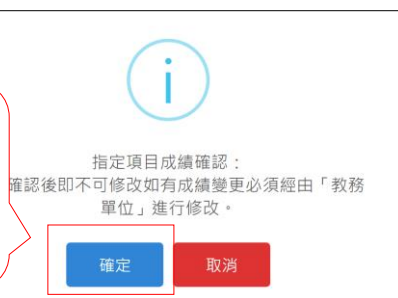 指定項目成績確認：
確認後即不可修改如有成績變更必須經由「教務
單位」進行修改。
確定
取消